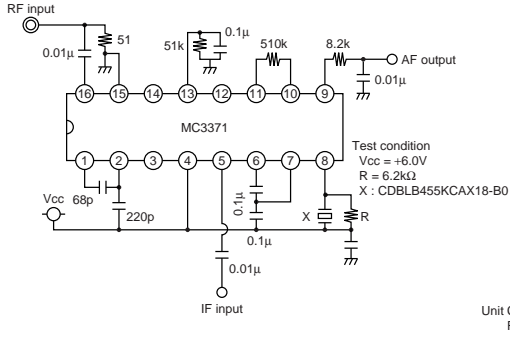 RF input
0.01μ
51
51k
0.1μ
510k
8.2k
AF output
0.01μ
16 15 14 13 12 11 10 9
MC3371
1 2 3 4 5 6 7 8
Test condition
Vcc = +6.0V
R = 6.2kΩ
X : CDBLB455KCAX18-B0
Vcc
68p
220p
0.1μ
0.1μ
X
R
0.01μ
IF input
Unit